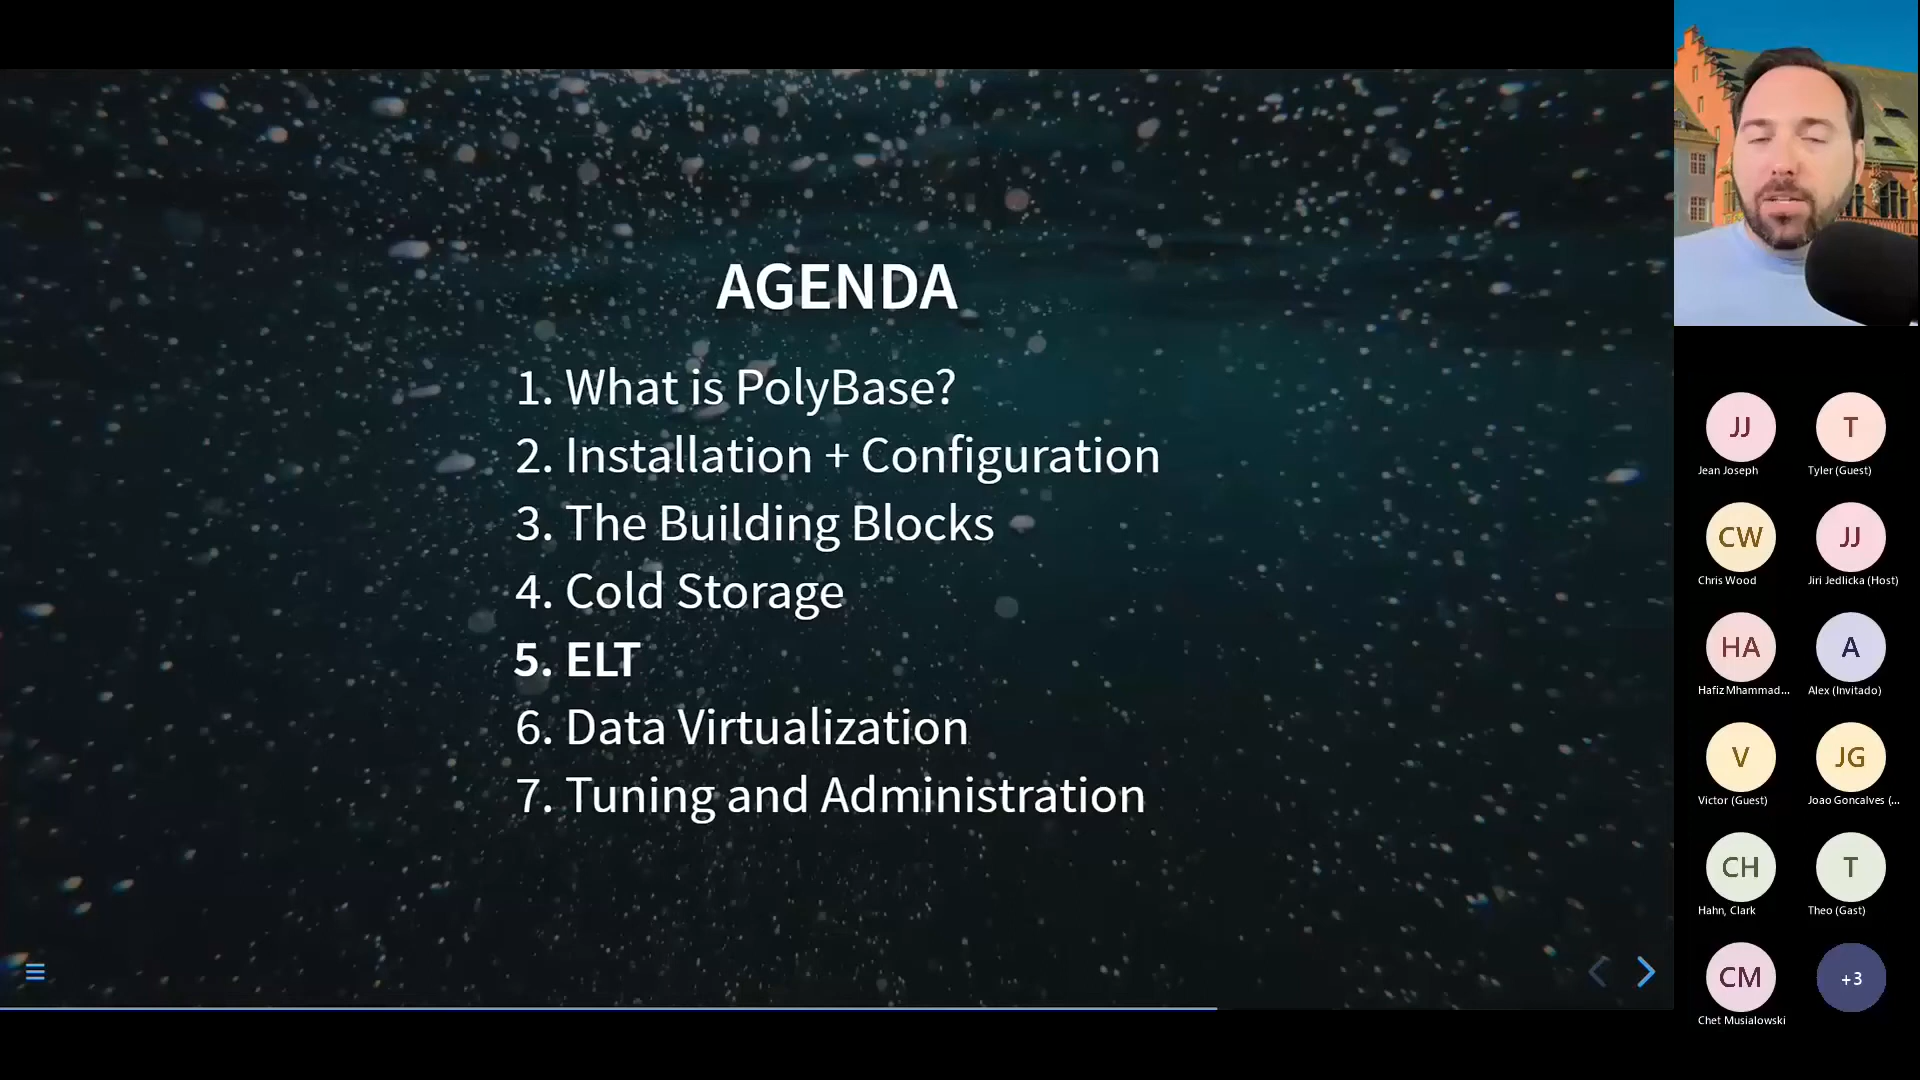 AGENDA
1. What is PolyBase?
2. Installation + Configuration
3. The Building Blocks
4. Cold Storage
5. ELT
6. Data Virtualization
7. Tuning and Administration
JJ
T
Jean Joseph
Tyler (Guest)
CW
JJ
Chris Wood
Jiri Jedlicka (Host)
HA
A
Hafiz Mhammad...
Alex (Invitado)
V
JG
Victor (Guest)
Joao Goncalves (...
CH
T
Hahn, Clark
Theo (Gast)
CM
+3
Chet Musialowski